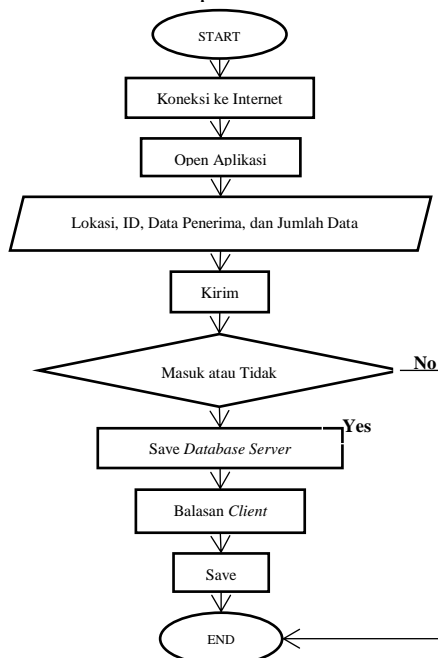 START
Koneksi ke Internet
Open Aplikasi
Lokasi, ID, Data Penerima, dan Jumlah Data
Kirim
Masuk atau Tidak
No
Yes
Save Database Server
Balasan Client
Save
END